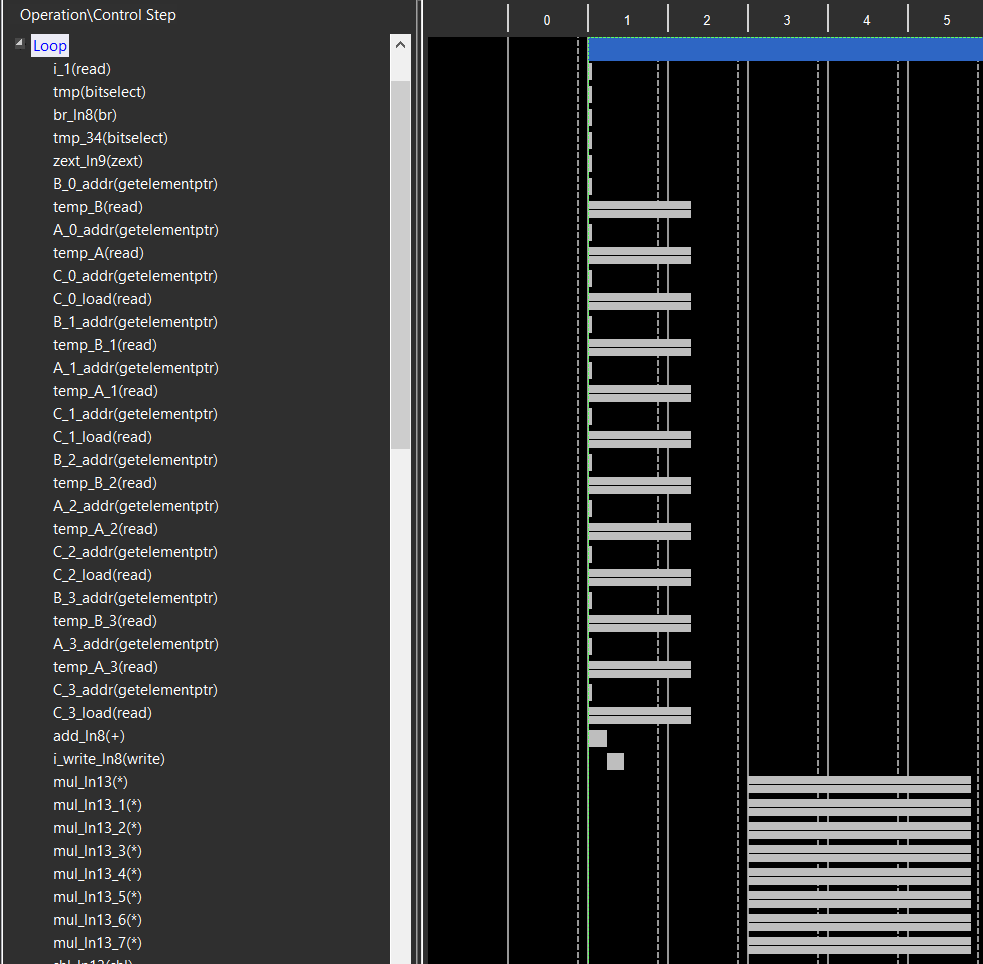 Operation\Control Step 0 1 2 3 4 5
Loop
i_1(read)
tmp(bitselect)
br_ln8(br)
tmp_34(bitselect)
zext_ln9(zext)
B_0_addr(getelementptr)
temp_B(read)
A_0_addr(getelementptr)
temp_A(read)
C_0_addr(getelementptr)
C_0_load(read)
B_1_addr(getelementptr)
temp_B_1(read)
A_1_addr(getelementptr)
temp_A_1(read)
C_1_addr(getelementptr)
C_1_load(read)
B_2_addr(getelementptr)
temp_B_2(read)
A_2_addr(getelementptr)
temp_A_2(read)
C_2_addr(getelementptr)
C_2_load(read)
B_3_addr(getelementptr)
temp_B_3(read)
A_3_addr(getelementptr)
temp_A_3(read)
C_3_addr(getelementptr)
C_3_load(read)
add_ln8(+)
i_write_ln8(write)
mul_ln13(*)
mul_ln13_1(*)
mul_ln13_2(*)
mul_ln13_3(*)
mul_ln13_4(*)
mul_ln13_5(*)
mul_ln13_6(*)
mul_ln13_7(*)